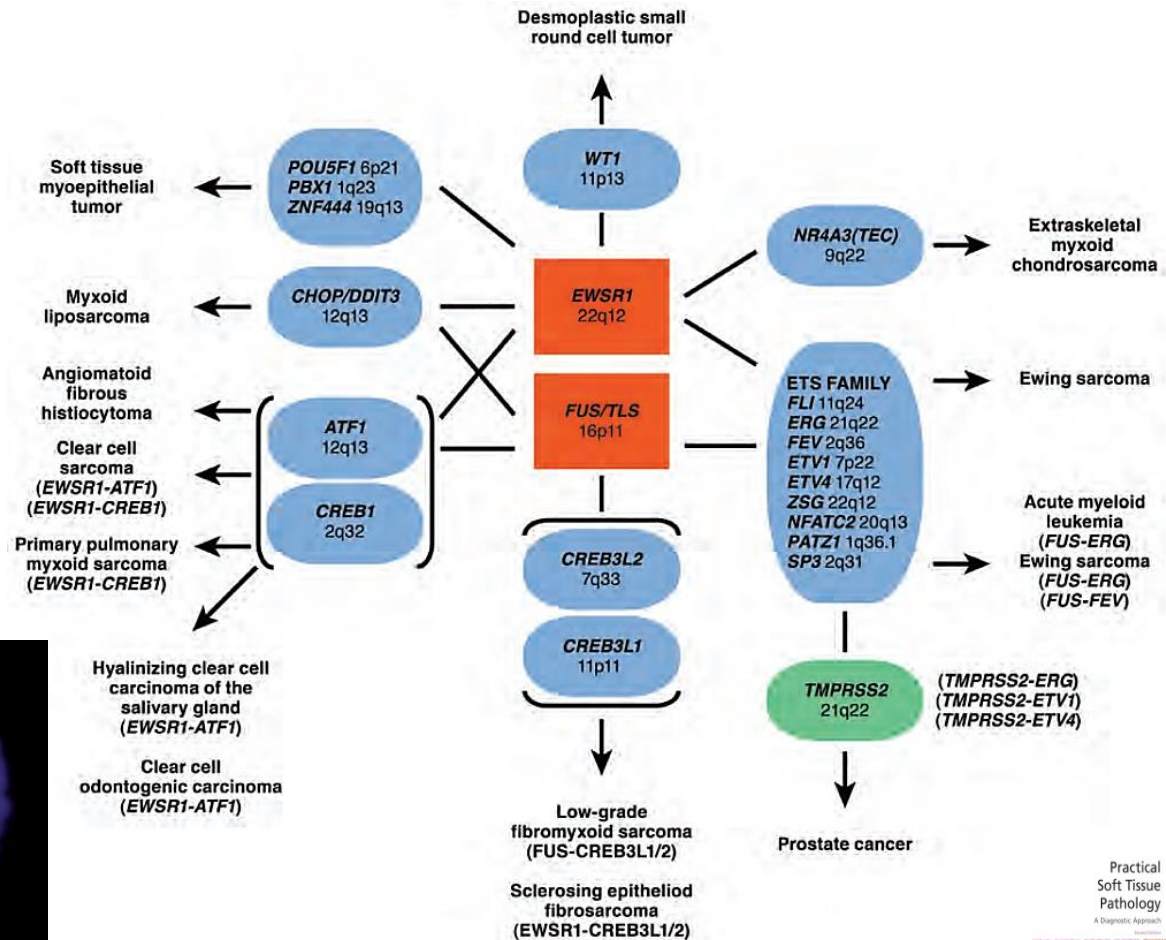 Desmoplastic small
round cell tumor
Soft tissue
myoepithelial
tumor
POU5F1 6p21
PBX1 1q23
ZNF444 19q13
WT1
11p13
NR4A3(TEC)
9q22
Extraskeletal
myxoid
chondrosarcoma
Myxoid
liposarcoma
CHOP/DDIT3
12q13
EWSR1
22q12
Angiomatoid
fibrous
histiocytoma
Clear cell
sarcoma
(EWSR1-ATF1)
(EWSR1-CREB1)
Primary pulmonary
myxoid sarcoma
(EWSR1-CREB1)
ATF1
12q13
CREB1
2q32
FUS/TLS
16p11
ETS FAMILY
FLI 11q24
ERG 21q22
FEV 2q36
ETV1 7p22
ETV4 17q12
ZSG 22q12
NFATC2 20q13
PATZ1 1q36.1
SP3 2q31
Ewing sarcoma
Acute myeloid
leukemia
(FUS-ERG)
Ewing sarcoma
(FUS-ERG)
(FUS-FEV)
CREB3L2
7q33
CREB3L1
11p11
Hyalinizing clear cell
carcinoma of the
salivary gland
(EWSR1-ATF1)
Clear cell
odontogenic carcinoma
(EWSR1-ATF1)
TMPRSS2
21q22
(TMPRSS2-ERG)
(TMPRSS2-ETV1)
(TMPRSS2-ETV4)
Low-grade
fibromyxoid sarcoma
(FUS-CREB3L1/2)
Sclerosing epitheliod
fibrosarcoma
(EWSR1-CREB3L1/2)
Prostate cancer
Practical
Soft Tissue
Pathology
A Diagnostic Approach